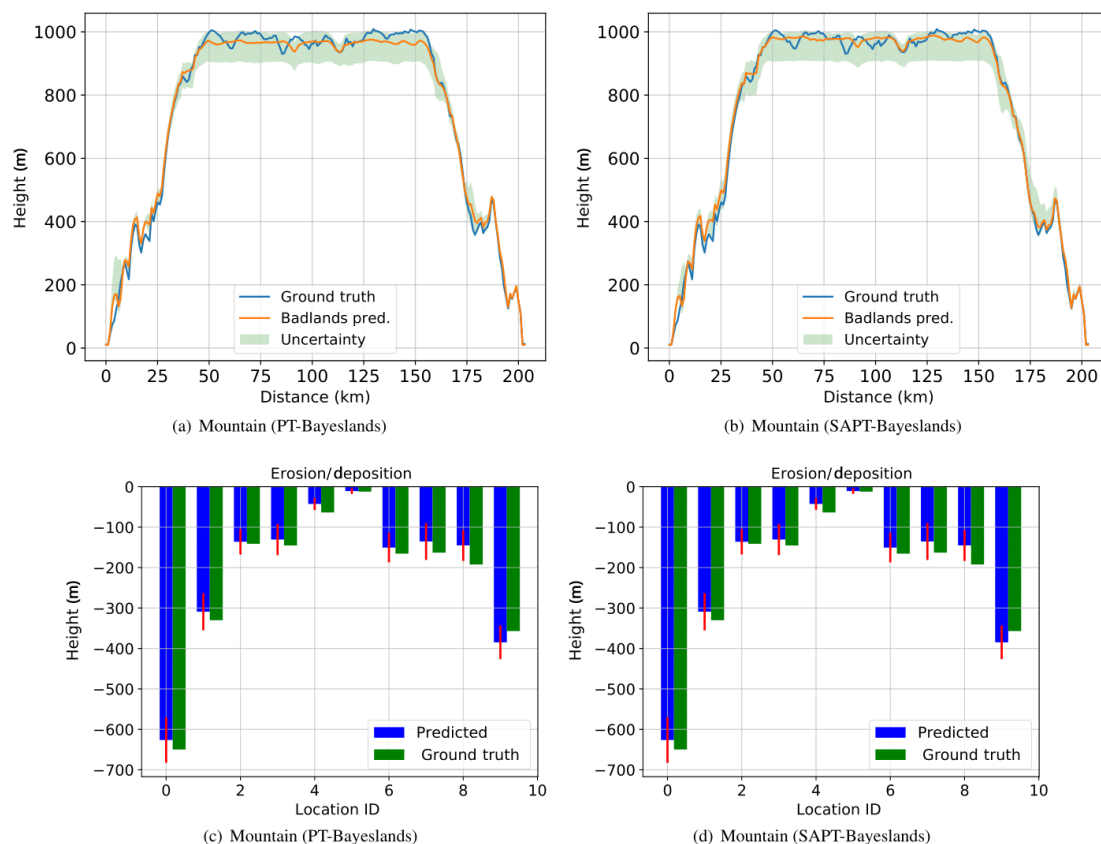 1000
800
600
400
200
0
Height (m)
Ground truth
Badlands pred.
Uncertainty
0 25 50 75 100 125 150 175 200
Distance (km)
(a) Mountain (PT-Bayeslands)
1000
800
600
400
200
0
Height (m)
Ground truth
Badlands pred.
Uncertainty
0 25 50 75 100 125 150 175 200
Distance (km)
(b) Mountain (SAPT-Bayeslands)
Erosion/deposition
0
−100
−200
−300
−400
−500
−600
−700
Height (m)
Predicted
Ground truth
0 2 4 6 8 10
Location ID
(c) Mountain (PT-Bayeslands)
Erosion/deposition
0
−100
−200
−300
−400
−500
−600
−700
Height (m)
Predicted
Ground truth
0 2 4 6 8 10
Location ID
(d) Mountain (SAPT-Bayeslands)